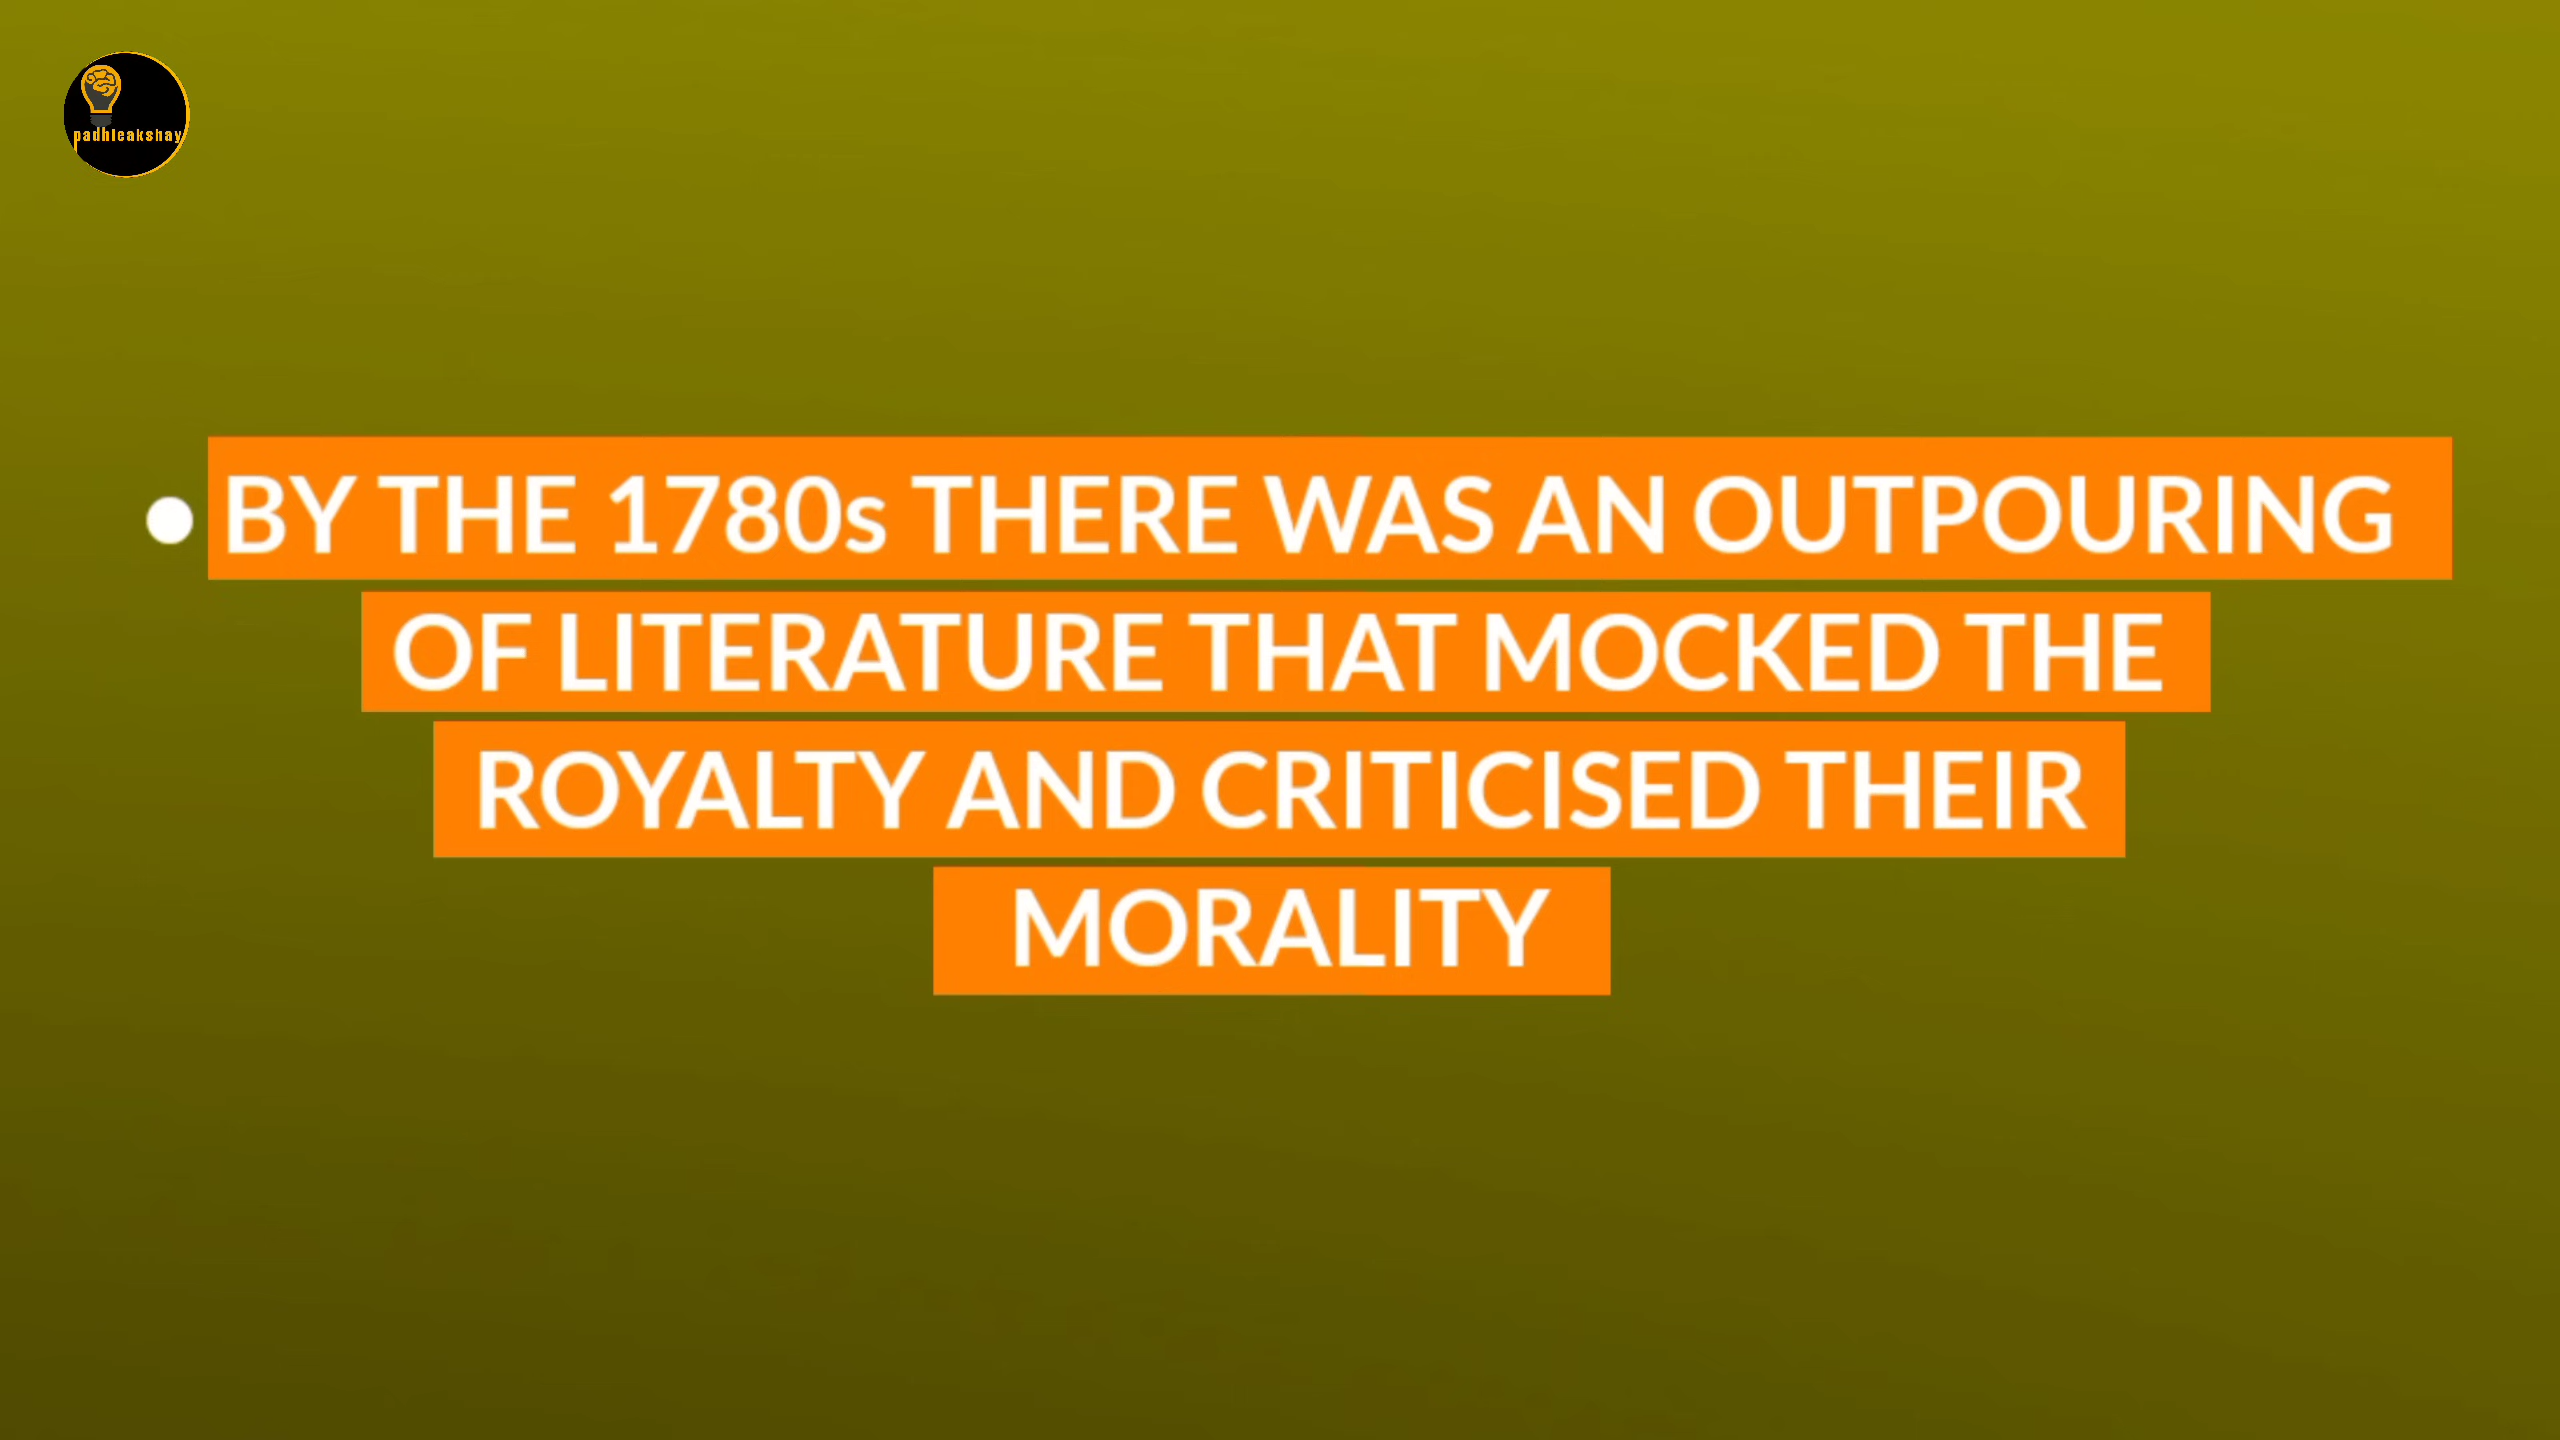 padhleakshay
• BY THE 1780s THERE WAS AN OUTPOURING
OF LITERATURE THAT MOCKED THE
ROYALTY AND CRITICISED THEIR
MORALITY